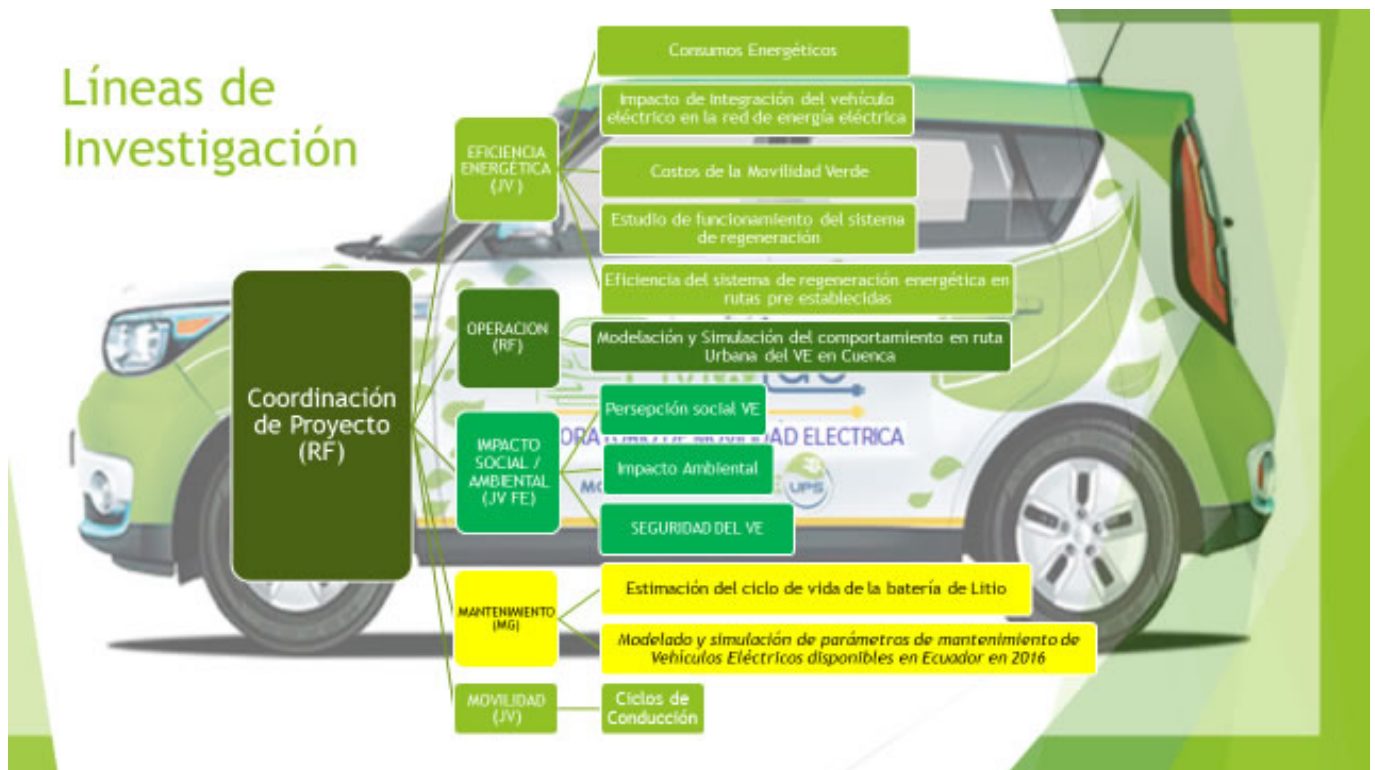 Líneas de
Investigación
Coordinación
de Proyecto
(RF)
EFICIENCIA
ENERGÉTICA
(JV )
Consumos Energéticos
Impacto de Integración del vehículo
eléctrico en la red de energía eléctrica
Costos de la Movilidad Verde
Estudio de funcionamiento del sistema
de regeneración
Eficiencia del sistema de regeneración energética en
rutas pre establecidas
OPERACION
(RF)
Modelación y Simulación del comportamiento en ruta
Urbana del VE en Cuenca
IMPACTO
SOCIAL /
AMBIENTAL
(JV FE)
Persepción social VE
Impacto Ambiental
SEGURIDAD DEL VE
MANTENIMIENTO
(MG)
Estimación del ciclo de vida de la batería de Litio
Modelado y simulación de parámetros de mantenimiento de
Vehículos Eléctricos disponibles en Ecuador en 2016
MOVILIDAD
(JV)
Ciclos de
Conducción
DE MOVILIDAD ELECTRICA
UPS